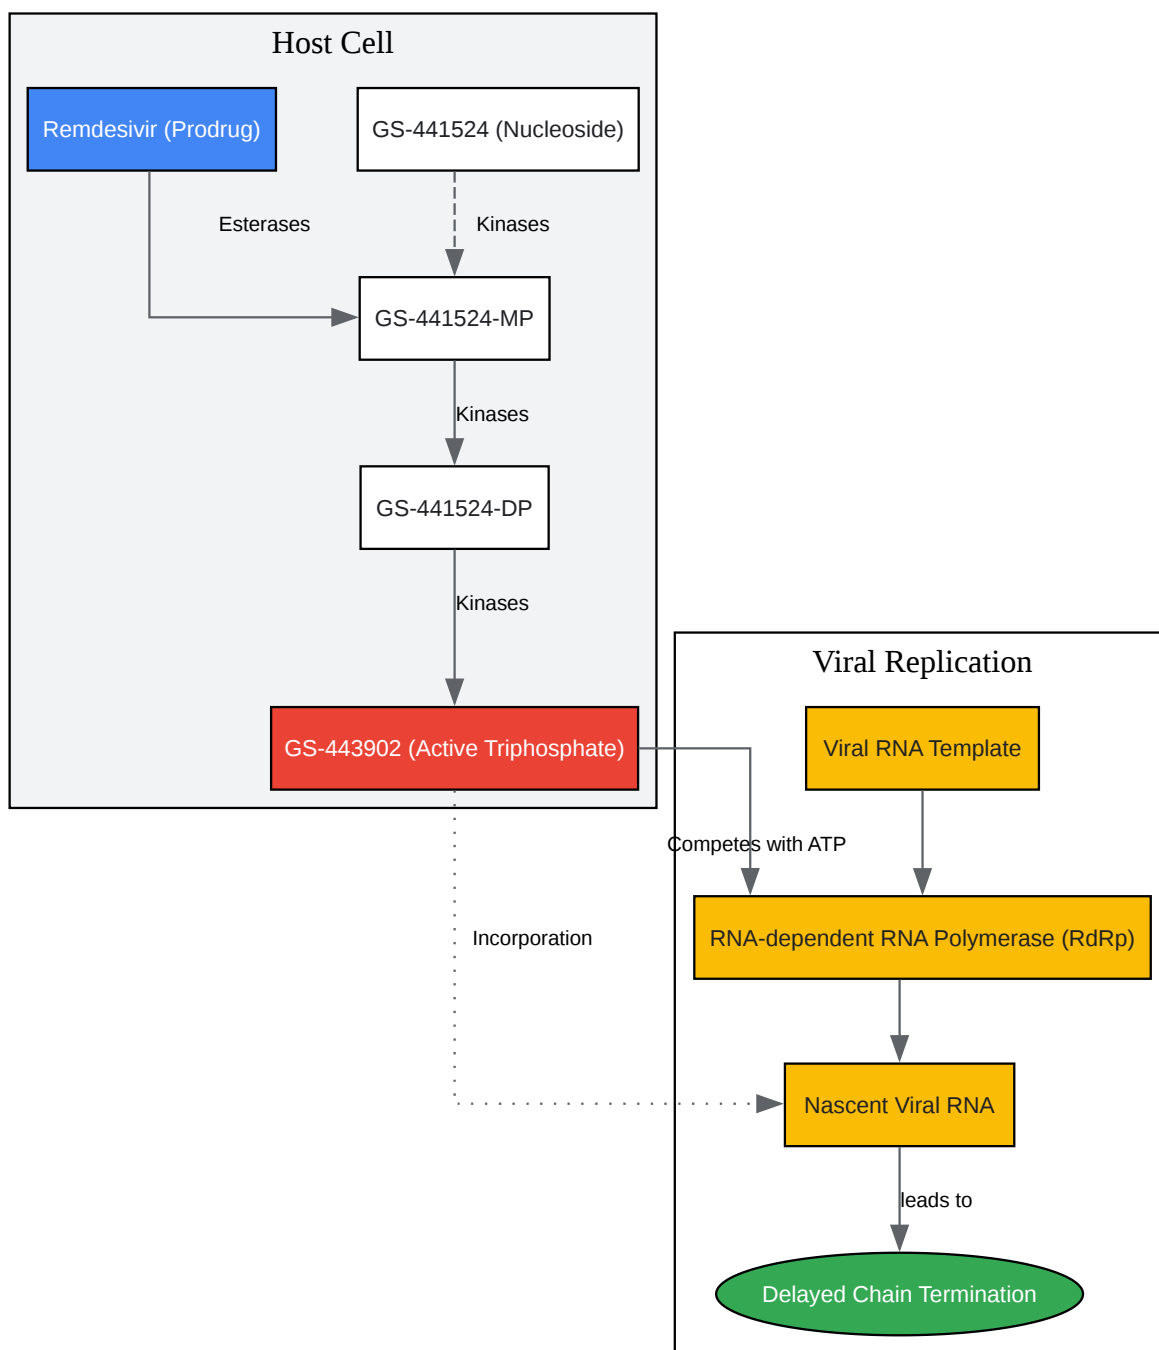 Host Cell
Remdesivir (Prodrug)
GS-441524 (Nucleoside)
Esterases
Kinases
GS-441524-MP
Kinases
GS-441524-DP
Kinases
Viral Replication
GS-443902 (Active Triphosphate)
Viral RNA Template
Competes with ATP
Incorporation
RNA-dependent RNA Polymerase (RdRp)
Nascent Viral RNA
leads to
Delayed Chain Termination